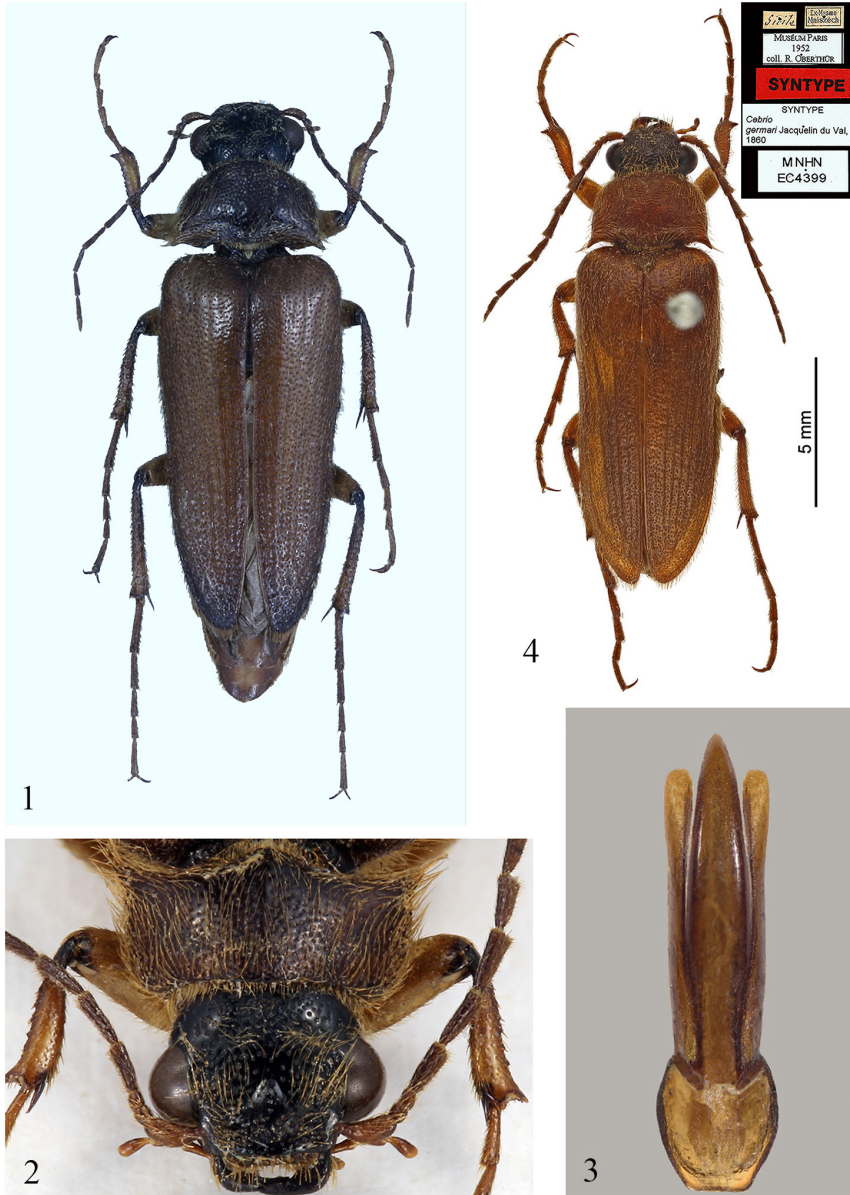 Sicile
Ex-Musæo
Mniszech
MUSÉUM PARIS
1952
coll. R. OBERTHÜR
SYNTYPE
SYNTYPE
Cebrio
germari Jacquelin du Val,
1860
MNHN
EC4399
5 mm
4
1
2
3